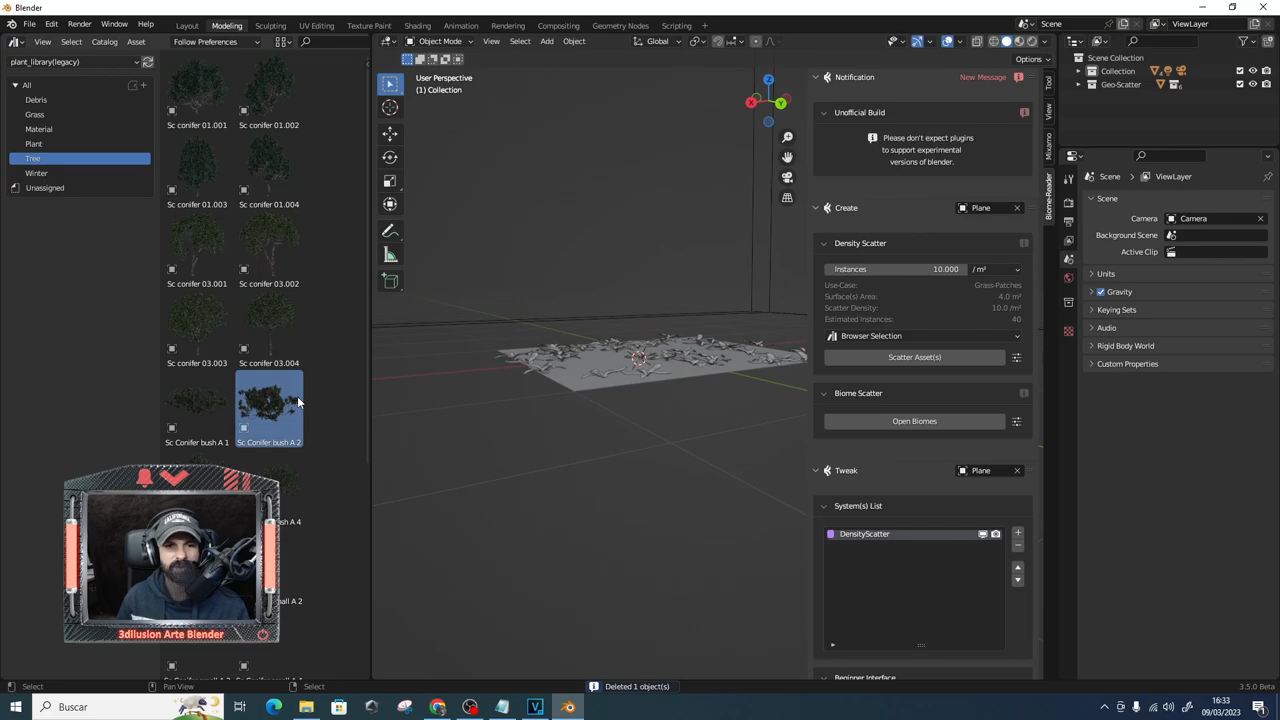 Blender
File Edit Render Window Help Layout Modeling Sculpting UV Editing Texture Paint Shading Animation Rendering Compositing Geometry Nodes Scripting + Scene ViewLayer
View Select Catalog Asset Follow Preferences
Object Mode View Select Add Object Global
Options
plant_library(legacy)
All
Debris
Grass
Material
Plant
Tree
Winter
Unassigned
Sc conifer 01.001 Sc conifer 01.002
Sc conifer 01.003 Sc conifer 01.004
Sc conifer 03.001 Sc conifer 03.002
Sc conifer 03.003 Sc conifer 03.004
Sc Conifer bush A 1 Sc Conifer bush A 2
sh A 4
all A 2
User Perspective
(1) Collection
X Y Z
Notification New Message
Unofficial Build
Please don't expect plugins
to support experimental
versions of blender.
Create Plane
Density Scatter
Instances 10.000 / m²
Use-Case: Grass-Patches
Surface(s) Area: 4.0 m²
Scatter Density: 10.0 /m²
Estimated Instances: 40
Browser Selection
Scatter Asset(s)
Biome Scatter
Open Biomes
Tweak Plane
System(s) List
DensityScatter
Beginner Interface
Tool
View
Mixamo
Biome-Reader
Scene Collection
Collection
Geo-Scatter 6
Scene ViewLayer
Scene
Camera Camera
Background Scene
Active Clip
Units
Gravity
Keying Sets
Audio
Rigid Body World
Custom Properties
CALIFORNIA
3dIlusion Arte Blender
Select Pan View Select Deleted 1 object(s) 3.5.0 Beta
Buscar
16:33
09/03/2023